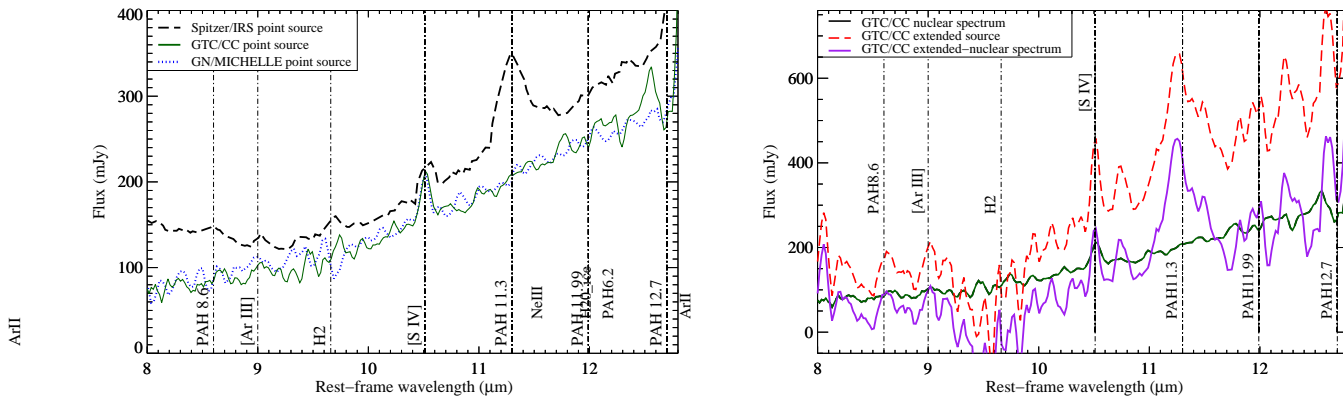 400
300
200
100
0
Flux (mJy)
Spitzer/IRS point source
GTC/CC point source
GN/MICHELLE point source
ArII
PAH 8.6
[Ar III]
H2
[S IV]
PAH 11.3
NeIII
PAH 11.99
PAH6.2
PAH 12.7
ArII
8
9
10
11
12
Rest-frame wavelength (μm)
600
400
200
0
Flux (mJy)
GTC/CC nuclear spectrum
GTC/CC extended source
GTC/CC extended-nuclear spectrum
PAH8.6
[Ar III]
H2
[S IV]
PAH11.3
PAH11.99
PAH12.7
8
9
10
11
12
Rest-frame wavelength (μm)